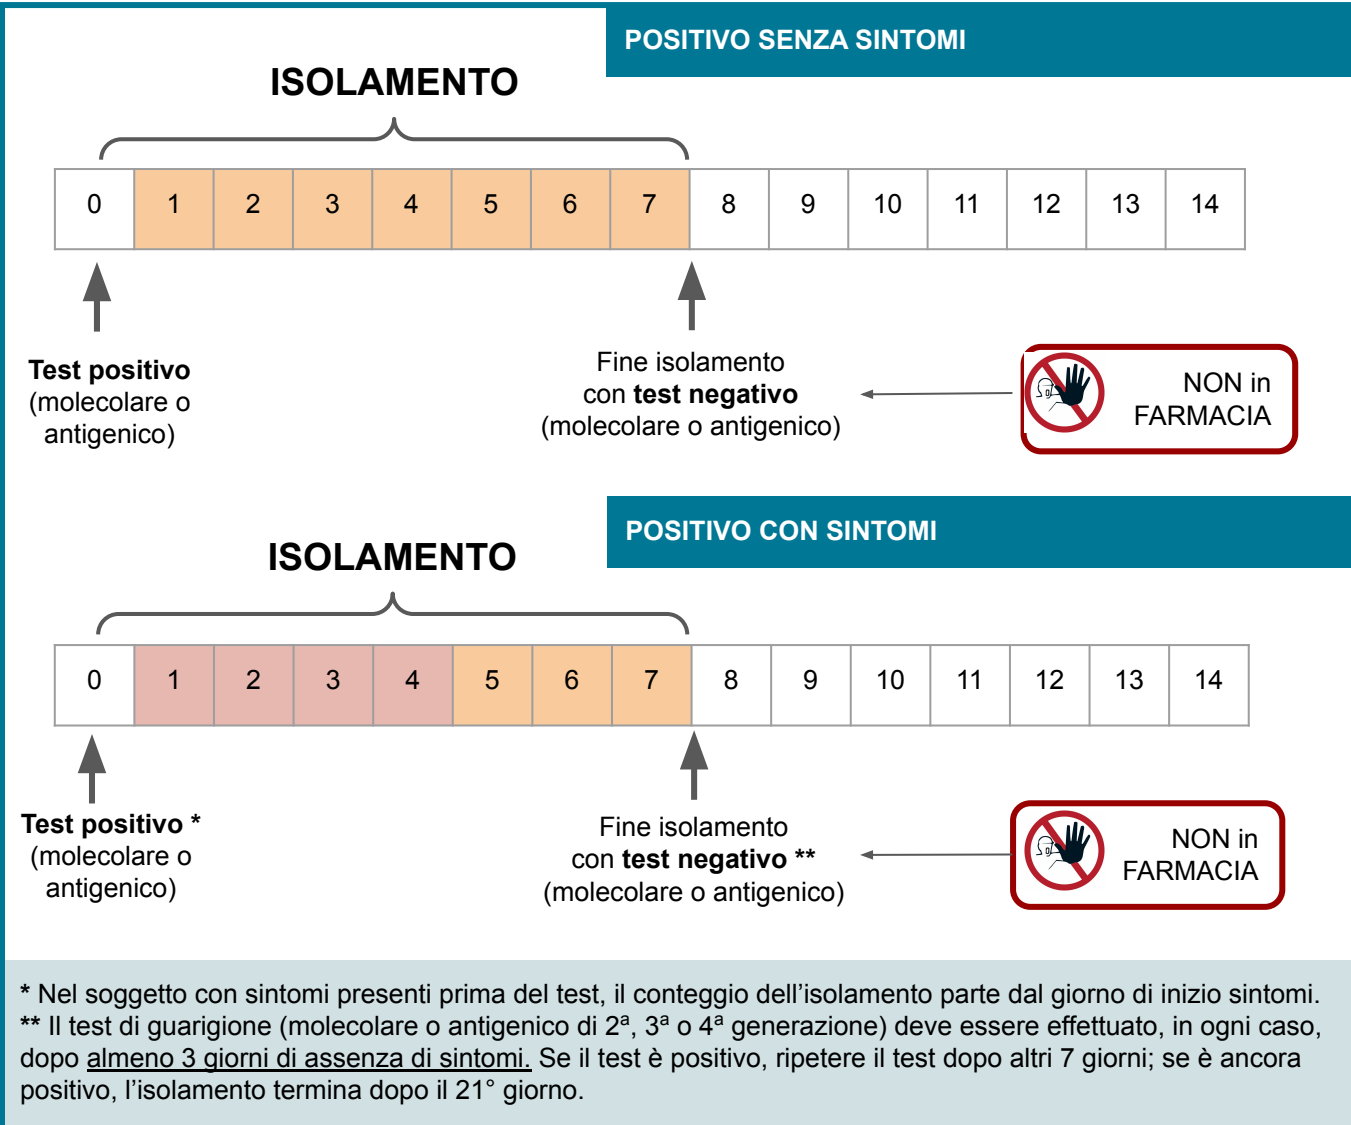 POSITIVO SENZA SINTOMI
ISOLAMENTO
0 1 2 3 4 5 6 7 8 9 10 11 12 13 14
Test positivo
(molecolare o
antigenico)
Fine isolamento
con test negativo
(molecolare o antigenico)
NON in
FARMACIA
POSITIVO CON SINTOMI
ISOLAMENTO
0 1 2 3 4 5 6 7 8 9 10 11 12 13 14
Test positivo *
(molecolare o
antigenico)
Fine isolamento
con test negativo **
(molecolare o antigenico)
NON in
FARMACIA
* Nel soggetto con sintomi presenti prima del test, il conteggio dell'isolamento parte dal giorno di inizio sintomi.
** Il test di guarigione (molecolare o antigenico di 2ª, 3ª o 4ª generazione) deve essere effettuato, in ogni caso,
dopo almeno 3 giorni di assenza di sintomi. Se il test è positivo, ripetere il test dopo altri 7 giorni; se è ancora
positivo, l'isolamento termina dopo il 21° giorno.